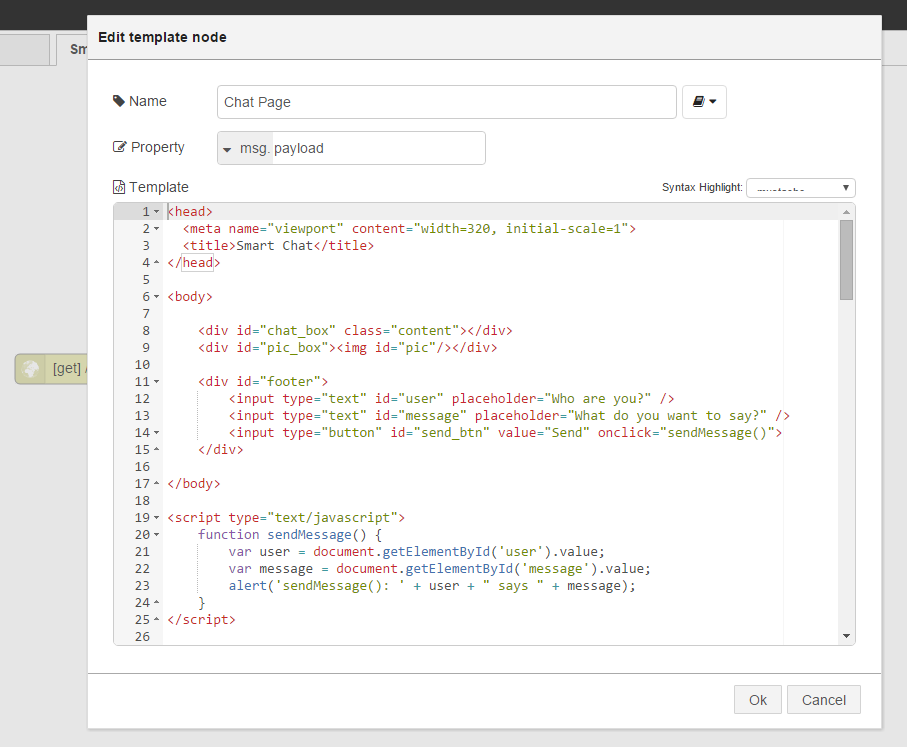 Edit template node
Sm
Name
Chat Page
Property
msg. payload
Template
Syntax Highlight:
1 <head>
2 <meta name="viewport" content="width=320, initial-scale=1">
3 <title>Smart Chat</title>
4 </head>
5
6 <body>
7
8 <div id="chat_box" class="content"></div>
9 <div id="pic_box"><img id="pic"/></div>
10
11 <div id="footer">
12 <input type="text" id="user" placeholder="Who are you?" />
13 <input type="text" id="message" placeholder="What do you want to say?" />
14 <input type="button" id="send_btn" value="Send" onclick="sendMessage()">
15 </div>
16
17 </body>
18
19 <script type="text/javascript">
20 function sendMessage() {
21 var user = document.getElementById('user').value;
22 var message = document.getElementById('message').value;
23 alert('sendMessage(): ' + user + " says " + message);
24 }
25 </script>
26
[get] /
Ok
Cancel